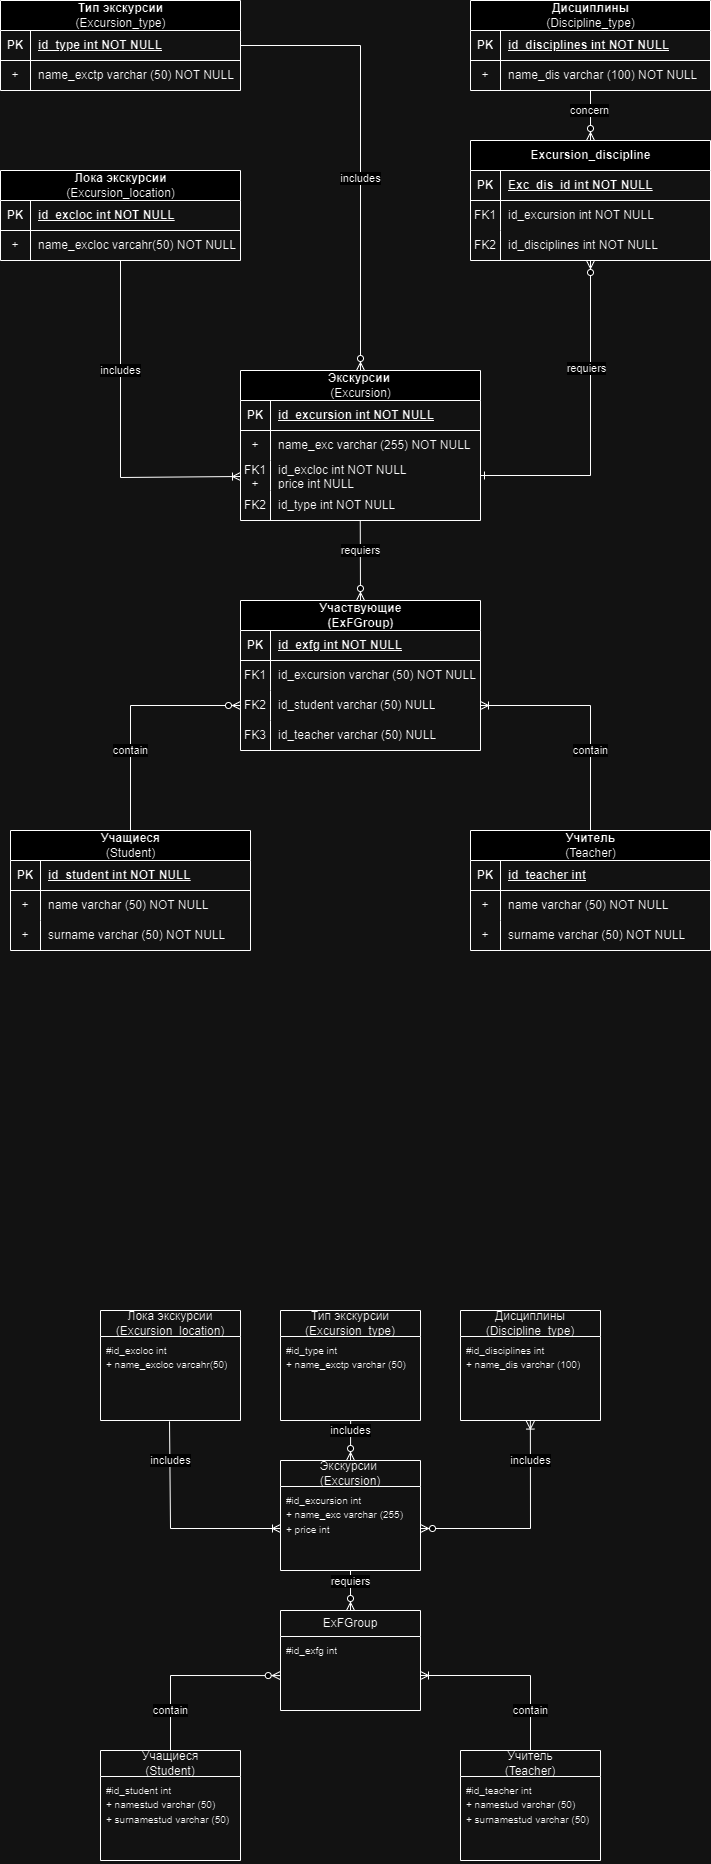 Тип экскурсии
(Excursion_type)
PK id_type int NOT NULL
+ name_exctp varchar (50) NOT NULL
Дисциплины
(Discipline_type)
PK id_disciplines int NOT NULL
+ name_dis varchar (100) NOT NULL
concern
Excursion_discipline
PK Exc_dis_id int NOT NULL
FK1 id_excursion int NOT NULL
FK2 id_disciplines int NOT NULL
includes
Лока экскурсии
(Excursion_location)
PK id_excloc int NOT NULL
+ name_excloc varcahr(50) NOT NULL
includes
requiers
Экскурсии
(Excursion)
PK id_excursion int NOT NULL
+ name_exc varchar (255) NOT NULL
FK1 id_excloc int NOT NULL
+ price int NULL
FK2 id_type int NOT NULL
requiers
Участвующие
(ExFGroup)
PK id_exfg int NOT NULL
FK1 id_excursion varchar (50) NOT NULL
FK2 id_student varchar (50) NULL
FK3 id_teacher varchar (50) NULL
contain
contain
Учащиеся
(Student)
PK id_student int NOT NULL
+ name varchar (50) NOT NULL
+ surname varchar (50) NOT NULL
Учитель
(Teacher)
PK id_teacher int
+ name varchar (50) NOT NULL
+ surname varchar (50) NOT NULL
Лока экскурсии
(Excursion_location)
#id_excloc int
+ name_excloc varcahr(50)
Тип экскурсии
(Excursion_type)
#id_type int
+ name_exctp varchar (50)
Дисциплины
(Discipline_type)
#id_disciplines int
+ name_dis varchar (100)
includes
includes
includes
Экскурсии
(Excursion)
#id_excursion int
+ name_exc varchar (255)
+ price int
requiers
ExFGroup
#id_exfg int
contain
contain
Учащиеся
(Student)
#id_student int
+ namestud varchar (50)
+ surnamestud varchar (50)
Учитель
(Teacher)
#id_teacher int
+ namestud varchar (50)
+ surnamestud varchar (50)